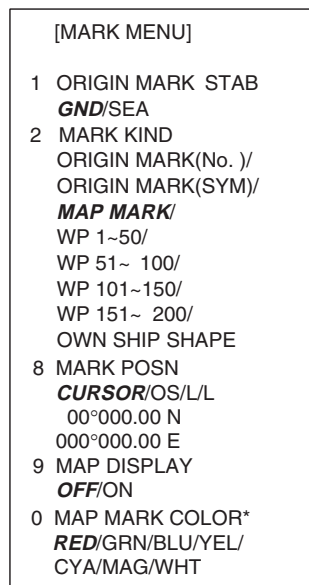 [MARK MENU]
1 ORIGIN MARK STAB
GND/SEA
2 MARK KIND
ORIGIN MARK(No. )/
ORIGIN MARK(SYM)/
MAP MARK/
WP 1~50/
WP 51~ 100/
WP 101~150/
WP 151~ 200/
OWN SHIP SHAPE
8 MARK POSN
CURSOR/OS/L/L
00°000.00 N
000°000.00 E
9 MAP DISPLAY
OFF/ON
0 MAP MARK COLOR*
RED/GRN/BLU/YEL/
CYA/MAG/WHT